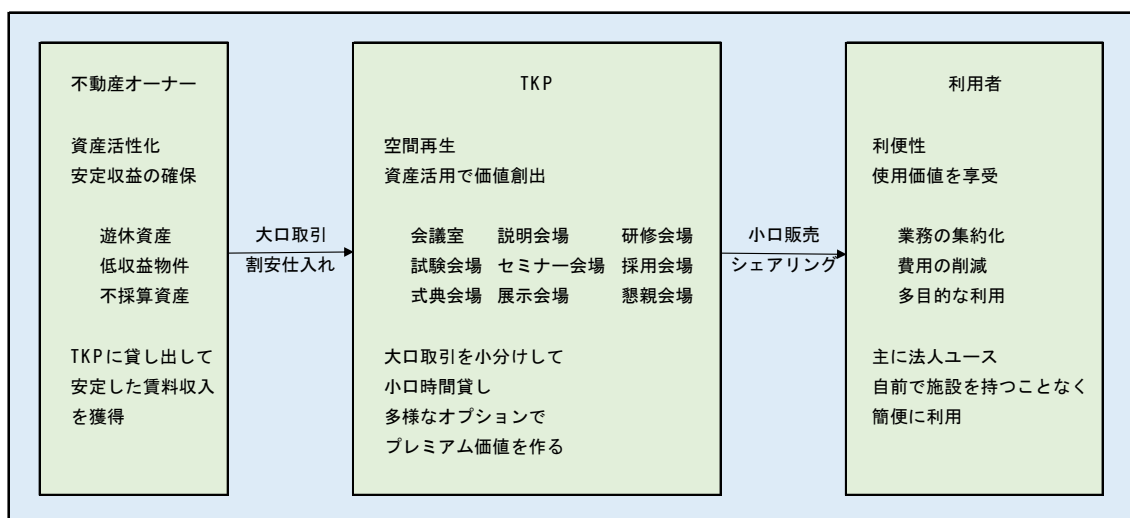 不動産オーナー
資産活性化
安定収益の確保
遊休資産
低収益物件
不採算資産
TKPに貸し出して
安定した賃料収入
を獲得
大口取引
割安仕入れ
TKP
空間再生
資産活用で価値創出
会議室 説明会場 研修会場
試験会場 セミナー会場 採用会場
式典会場 展示会場 懇親会場
大口取引を小分けして
小口時間貸し
多様なオプションで
プレミアム価値を作る
小口販売
シェアリング
利用者
利便性
使用価値を享受
業務の集約化
費用の削減
多目的な利用
主に法人ユース
自前で施設を持つことなく
簡便に利用